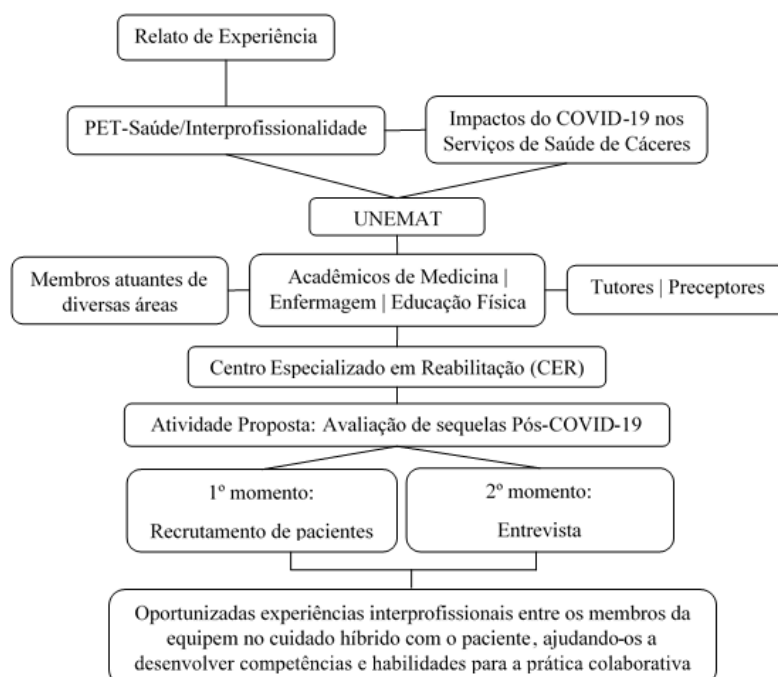 Relato de Experiência
PET-Saúde/Interprofissionalidade
Impactos do COVID-19 nos
Serviços de Saúde de Cáceres
UNEMAT
Membros atuantes de
diversas áreas
Acadêmicos de Medicina |
Enfermagem | Educação Física
Tutores | Preceptores
Centro Especializado em Reabilitação (CER)
Atividade Proposta: Avaliação de sequelas Pós-COVID-19
1º momento:
Recrutamento de pacientes
2º momento:
Entrevista
Oportunizadas experiências interprofissionais entre os membros da
equipem no cuidado híbrido com o paciente, ajudando-os a
desenvolver competências e habilidades para a prática colaborativa